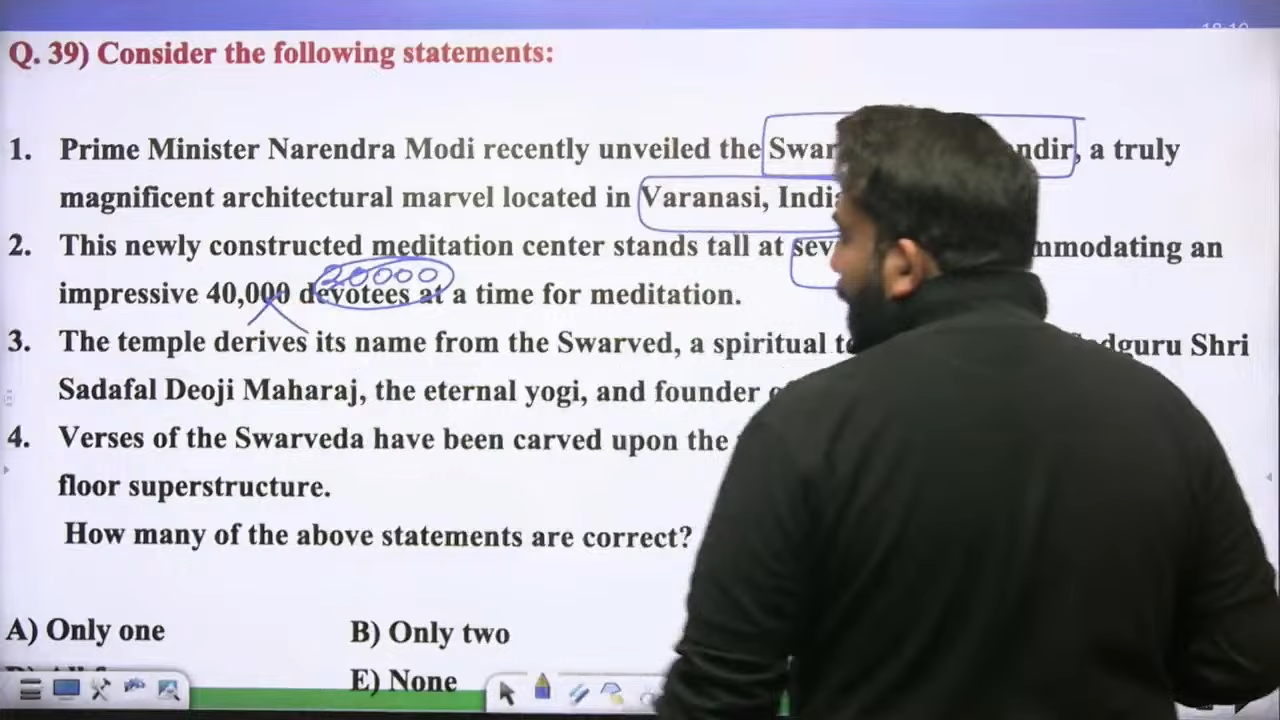 Q. 39) Consider the following statements:
1. Prime Minister Narendra Modi recently unveiled the Swar ndir, a truly
magnificent architectural marvel located in Varanasi, India
2. This newly constructed meditation center stands tall at sev mmodating an
20000
impressive 40,000 devotees at a time for meditation.
3. The temple derives its name from the Swarved, a spiritual dguru Shri
Sadafal Deoji Maharaj, the eternal yogi, and founder
4. Verses of the Swarveda have been carved upon the
floor superstructure.
How many of the above statements are correct?
A) Only one B) Only two
E) None